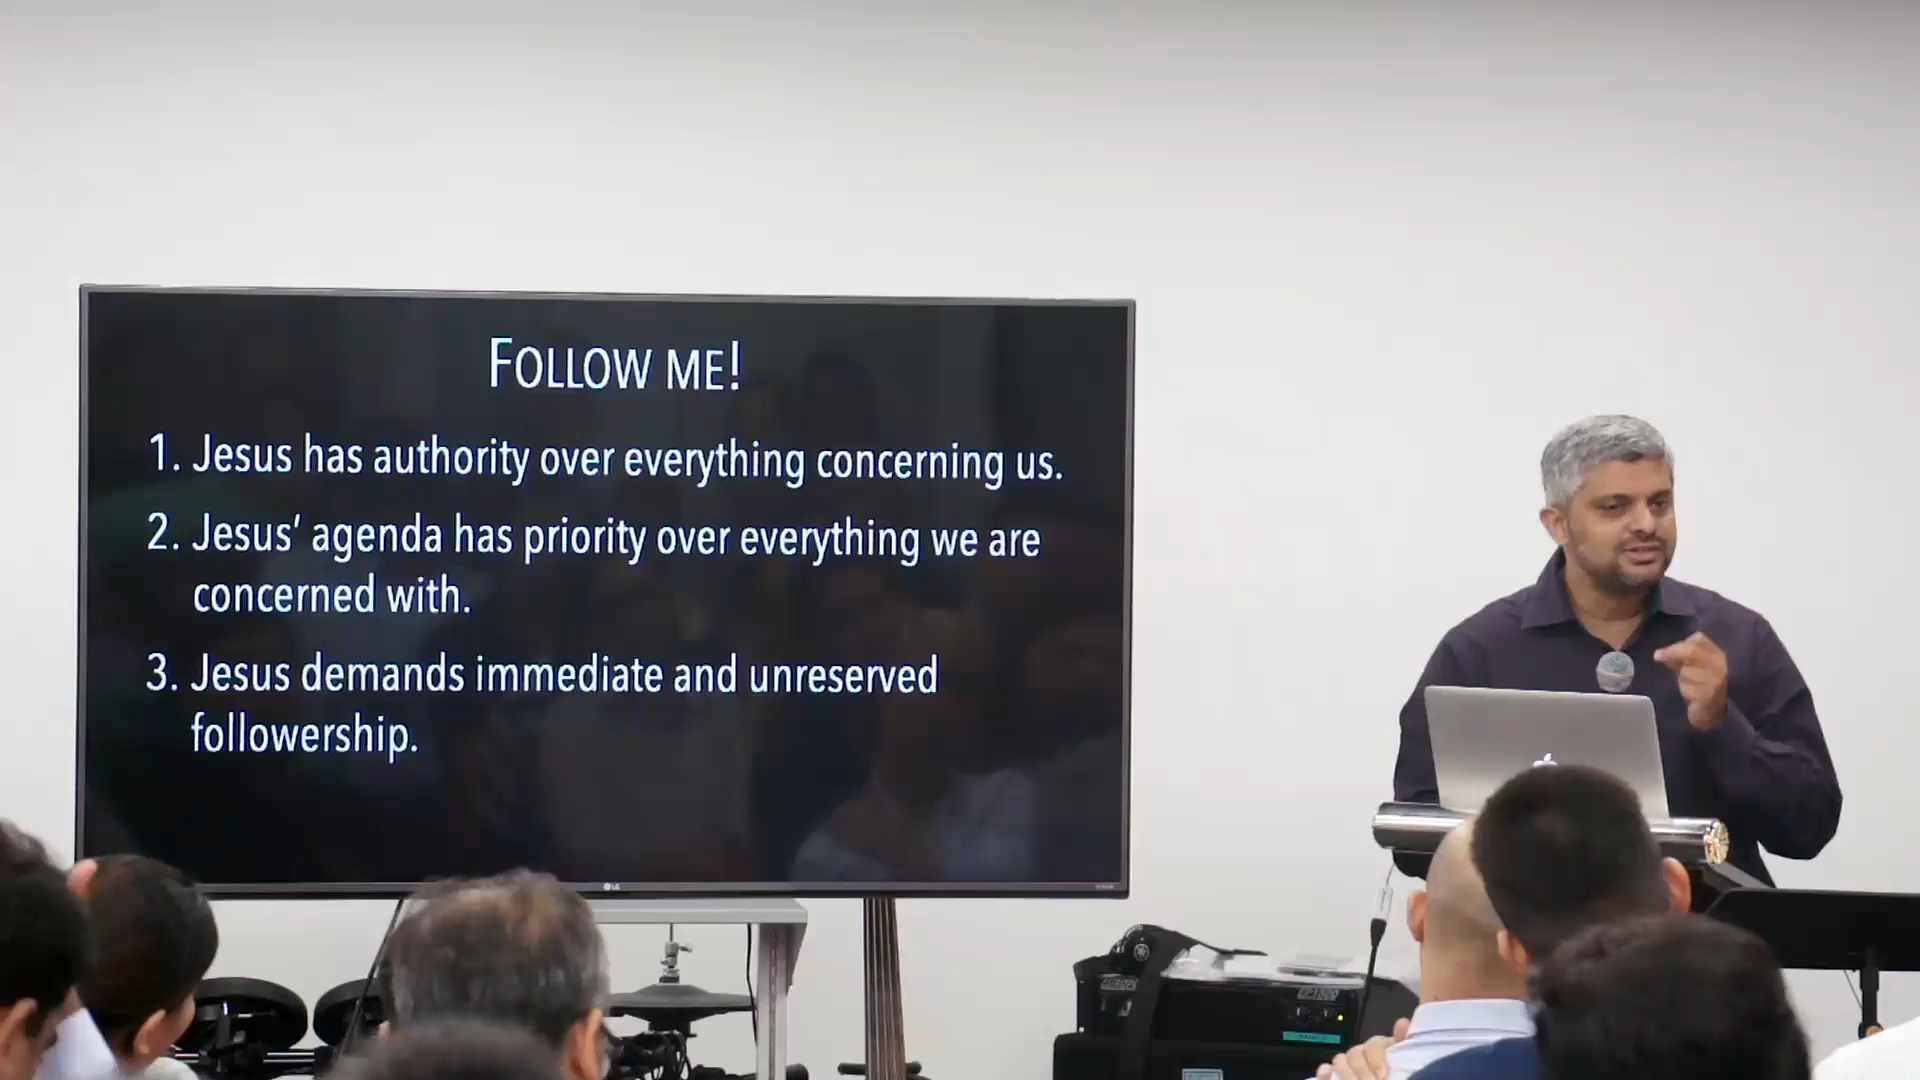 FOLLOW ME!
1. Jesus has authority over everything concerning us.
2. Jesus’ agenda has priority over everything we are
concerned with.
3. Jesus demands immediate and unreserved
followership.
LG